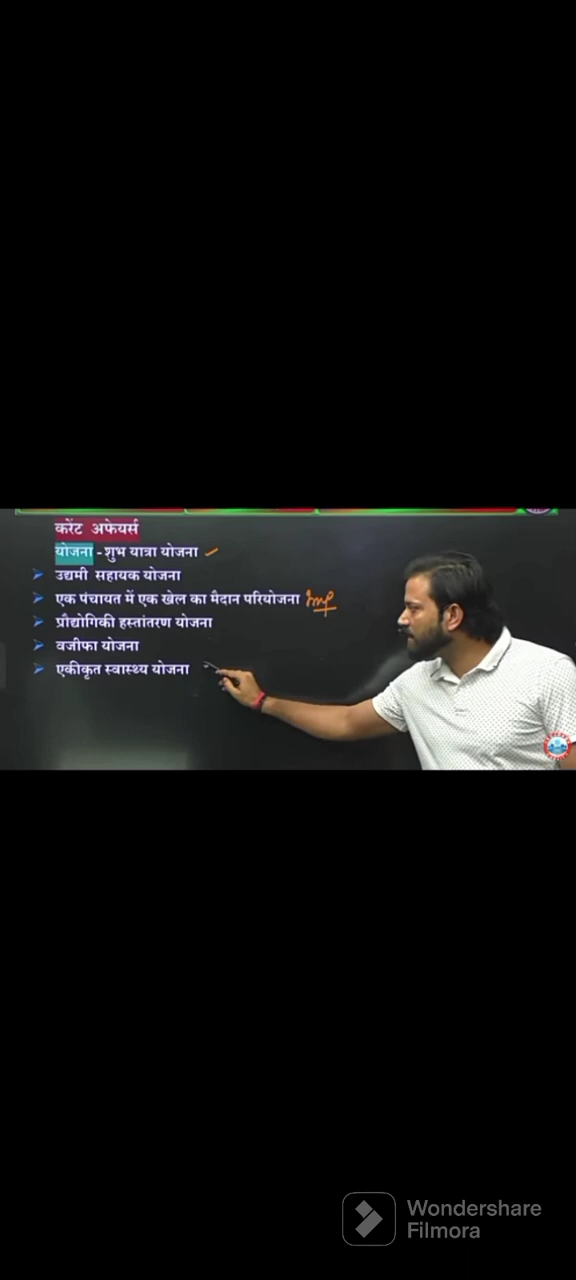 करेंट अफेयर्स
योजना - शुभ यात्रा योजना
➤ उद्यमी सहायक योजना
➤ एक पंचायत में एक खेल का मैदान परियोजना Imp
➤ प्रौद्योगिकी हस्तांतरण योजना
➤ वजीफा योजना
➤ एकीकृत स्वास्थ्य योजना
Wondershare
Filmora